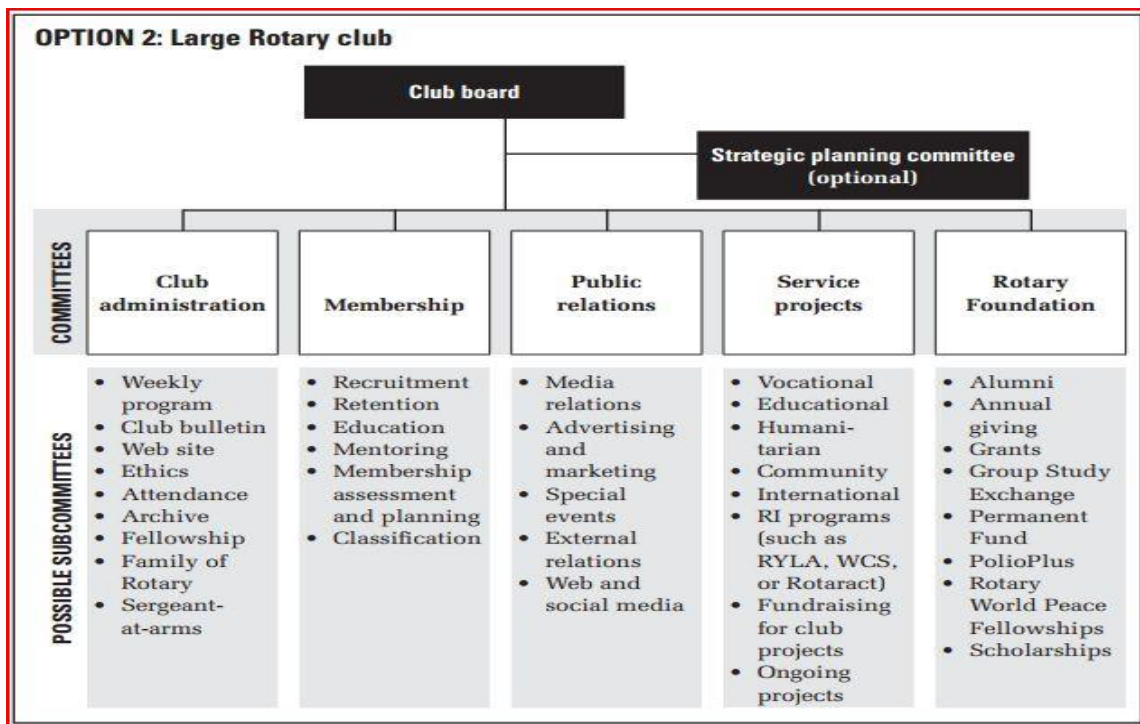 OPTION 2: Large Rotary club
Club board
Strategic planning committee
(optional)
COMMITTEES
Club
administration
Membership
Public
relations
Service
projects
Rotary
Foundation
POSSIBLE SUBCOMMITTEES
• Weekly
program
• Club bulletin
• Web site
• Ethics
• Attendance
• Archive
• Fellowship
• Family of
Rotary
• Sergeant-
at-arms
• Recruitment
• Retention
• Education
• Mentoring
• Membership
assessment
and planning
• Classification
• Media
relations
• Advertising
and
marketing
• Special
events
• External
relations
• Web and
social media
• Vocational
• Educational
• Humani-
tarian
• Community
• International
• RI programs
(such as
RYLA, WCS,
or Rotaract)
• Fundraising
for club
projects
• Ongoing
projects
• Alumni
• Annual
giving
• Grants
• Group Study
Exchange
• Permanent
Fund
• PolioPlus
• Rotary
World Peace
Fellowships
• Scholarships